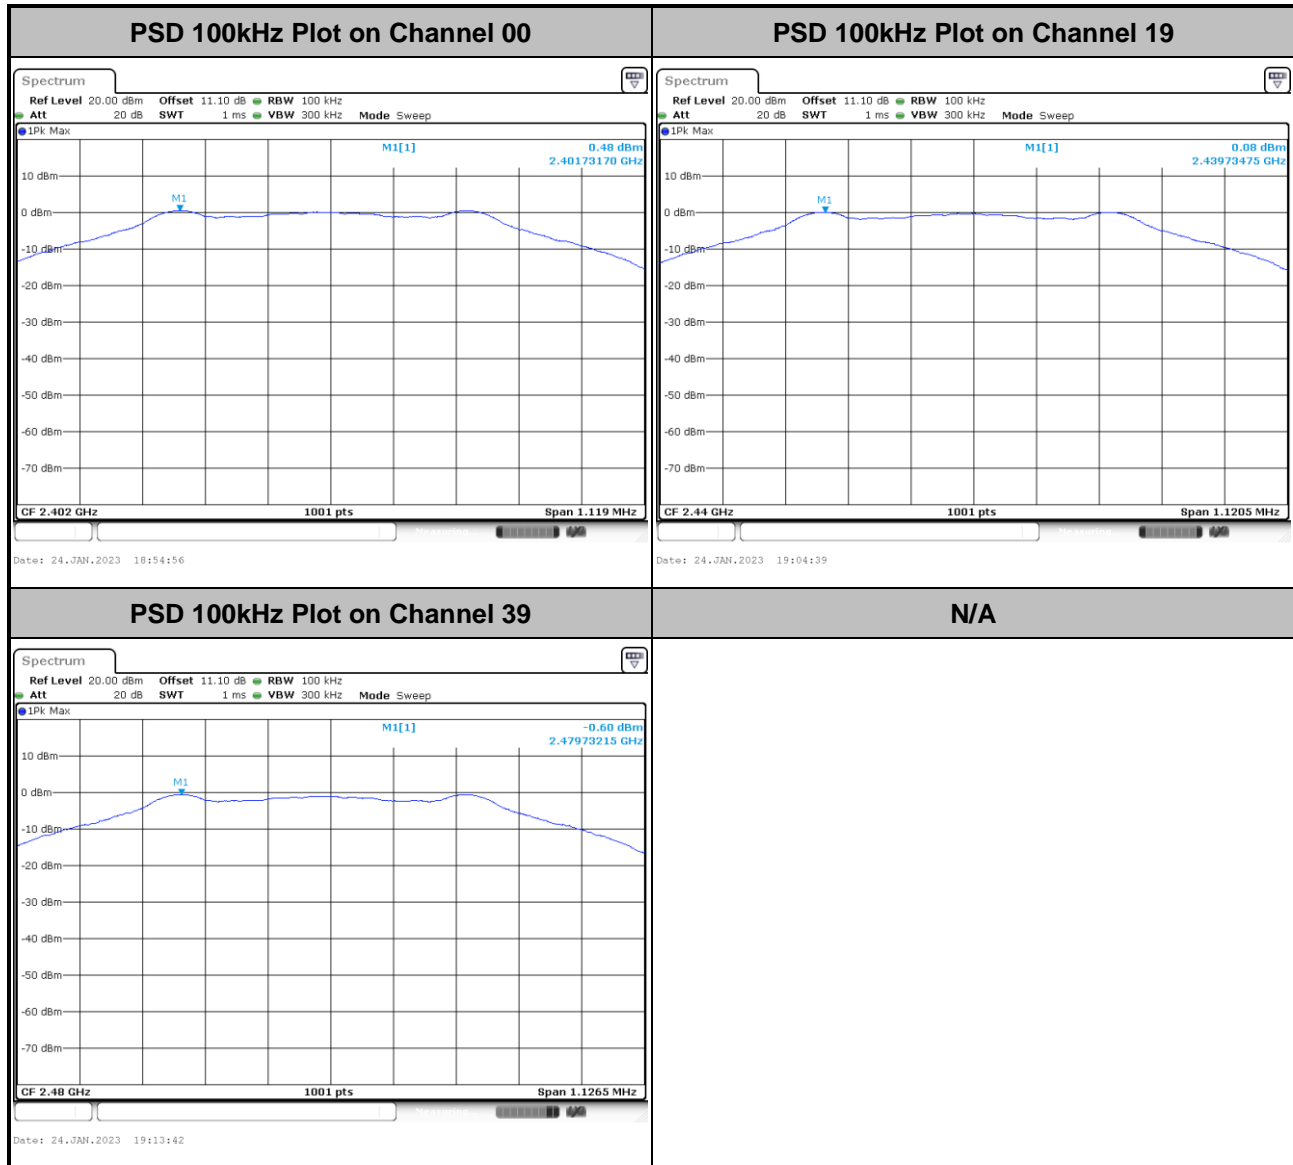 PSD 100kHz Plot on Channel 00
PSD 100kHz Plot on Channel 19
Spectrum
Ref Level 20.00 dBm Offset 11.10 dB RBW 100 kHz
Att 20 dB SWT 1 ms VBW 300 kHz Mode Sweep
1Pk Max
M1[1] 0.48 dBm
2.40173170 GHz
10 dBm
M1
0 dBm
-10 dBm
-20 dBm
-30 dBm
-40 dBm
-50 dBm
-60 dBm
-70 dBm
CF 2.402 GHz 1001 pts Span 1.119 MHz
Measuring
Date: 24.JAN.2023 18:54:56
Spectrum
Ref Level 20.00 dBm Offset 11.10 dB RBW 100 kHz
Att 20 dB SWT 1 ms VBW 300 kHz Mode Sweep
1Pk Max
M1[1] 0.08 dBm
2.43973475 GHz
10 dBm
M1
0 dBm
-10 dBm
-20 dBm
-30 dBm
-40 dBm
-50 dBm
-60 dBm
-70 dBm
CF 2.44 GHz 1001 pts Span 1.1205 MHz
Measuring
Date: 24.JAN.2023 19:04:39
PSD 100kHz Plot on Channel 39
N/A
Spectrum
Ref Level 20.00 dBm Offset 11.10 dB RBW 100 kHz
Att 20 dB SWT 1 ms VBW 300 kHz Mode Sweep
1Pk Max
M1[1] -0.60 dBm
2.47973215 GHz
10 dBm
M1
0 dBm
-10 dBm
-20 dBm
-30 dBm
-40 dBm
-50 dBm
-60 dBm
-70 dBm
CF 2.48 GHz 1001 pts Span 1.1265 MHz
Measuring
Date: 24.JAN.2023 19:13:42